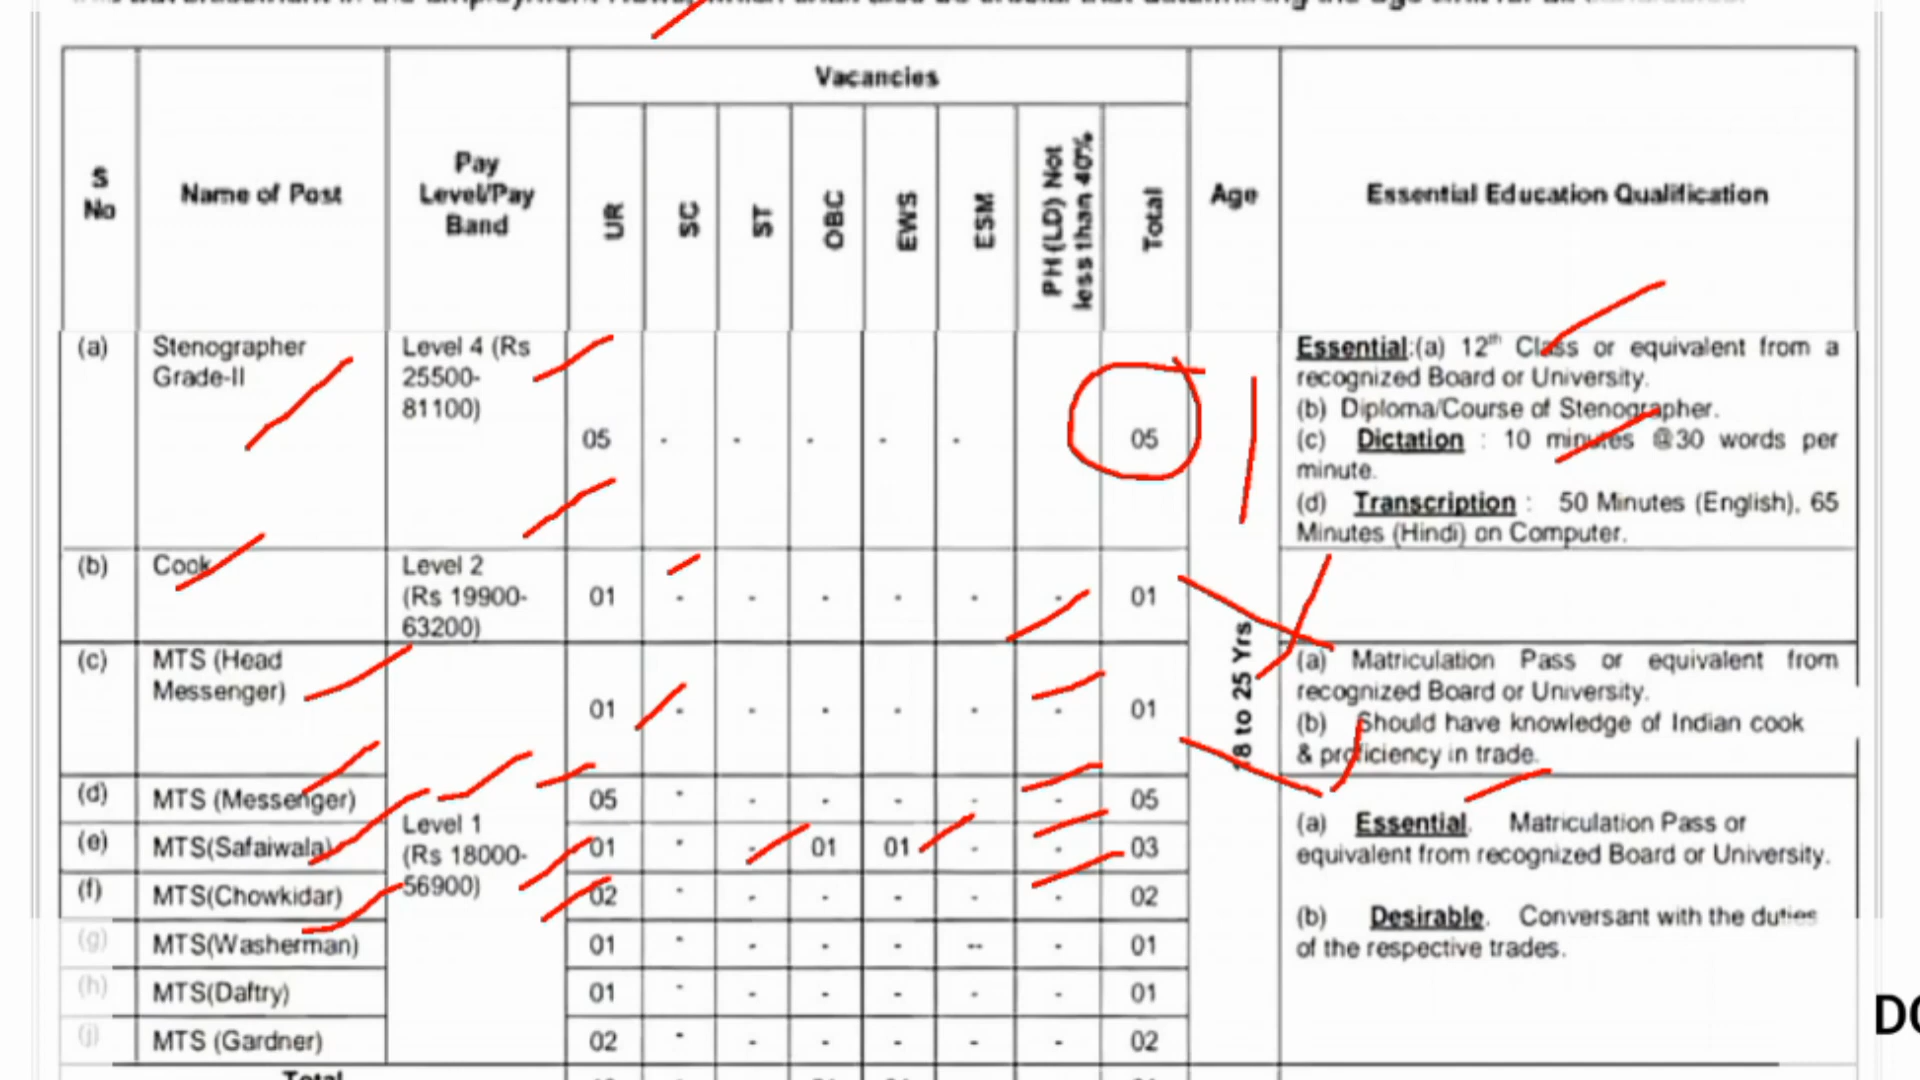 Vacancies
S No
Name of Post
Pay Level/Pay Band
UR
SC
ST
OBC
EWS
ESM
PH (LD) Not less than 40%
Total
Age
Essential Education Qualification
(a)
Stenographer
Grade-II
Level 4 (Rs
25500-
81100)
05 - - - - - 05
Essential:(a) 12th Class or equivalent from a
recognized Board or University.
(b) Diploma/Course of Stenographer.
(c) Dictation : 10 minutes @30 words per
minute.
(d) Transcription : 50 Minutes (English), 65
Minutes (Hindi) on Computer.
(b)
Cook
Level 2
(Rs 19900-
63200)
01 - - - - - - 01
18 to 25 Yrs
(c)
MTS (Head
Messenger)
01 - - - - - - 01
(a) Matriculation Pass or equivalent from
recognized Board or University.
(b) Should have knowledge of Indian cook
& proficiency in trade.
(d) MTS (Messenger) 05 - - - - - - 05
Level 1
(Rs 18000-
56900)
(e) MTS(Safaiwala) 01 - - 01 01 - - 03
(f) MTS(Chowkidar) 02 - - - - - - 02
(g) MTS(Washerman) 01 - - - - -- - 01
(h) MTS(Daftry) 01 - - - - - - 01
(j) MTS (Gardner) 02 - - - - - - 02
(a) Essential. Matriculation Pass or
equivalent from recognized Board or University.
(b) Desirable. Conversant with the duties
of the respective trades.
Total
DO